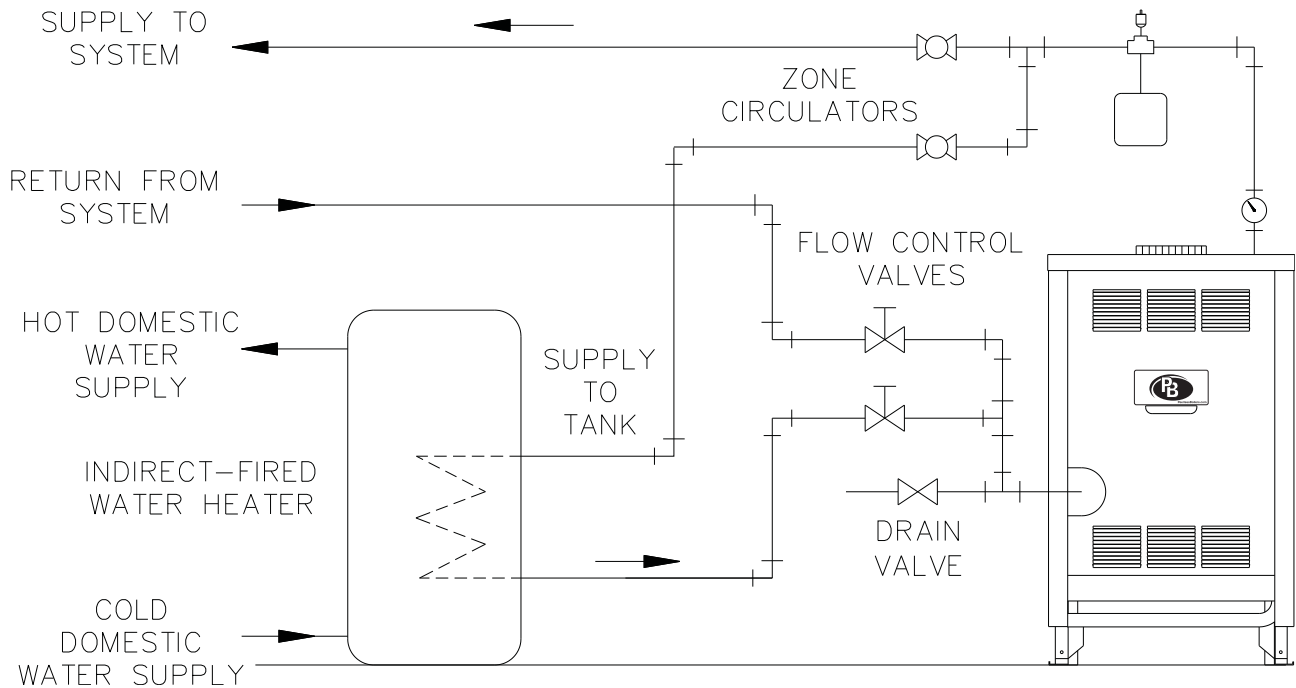 SUPPLY TO
SYSTEM
ZONE
CIRCULATORS
RETURN FROM
SYSTEM
FLOW CONTROL
VALVES
HOT DOMESTIC
WATER
SUPPLY
SUPPLY
TO
TANK
PB
INDIRECT-FIRED
WATER HEATER
DRAIN
VALVE
COLD
DOMESTIC
WATER SUPPLY